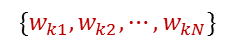 {w_{k1}, w_{k2}, ⋯, w_{kN}}